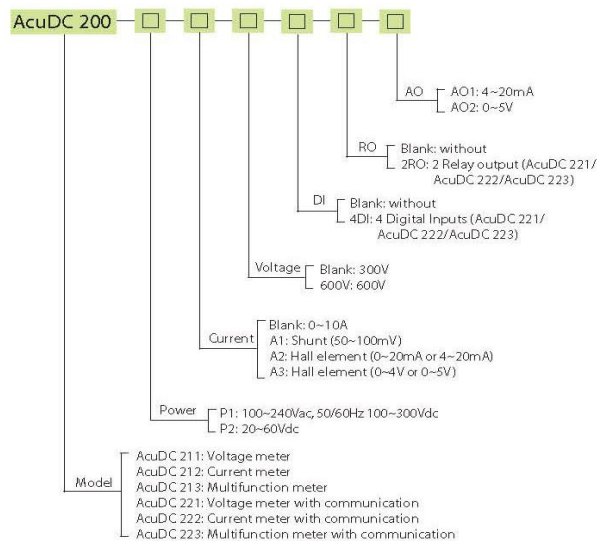 AcuDC 200
AO
AO1: 4~20mA
AO2: 0~5V
RO
Blank: without
2RO: 2 Relay output (AcuDC 221/
AcuDC 222/AcuDC 223)
DI
Blank: without
4DI: 4 Digital Inputs (AcuDC 221/
AcuDC 222/AcuDC 223)
Voltage
Blank: 300V
600V: 600V
Current
Blank: 0~10A
A1: Shunt (50~100mV)
A2: Hall element (0~20mA or 4~20mA)
A3: Hall element (0~4V or 0~5V)
Power
P1: 100~240Vac, 50/60Hz 100~300Vdc
P2: 20~60Vdc
Model
AcuDC 211: Voltage meter
AcuDC 212: Current meter
AcuDC 213: Multifunction meter
AcuDC 221: Voltage meter with communication
AcuDC 222: Current meter with communication
AcuDC 223: Multifunction meter with communication